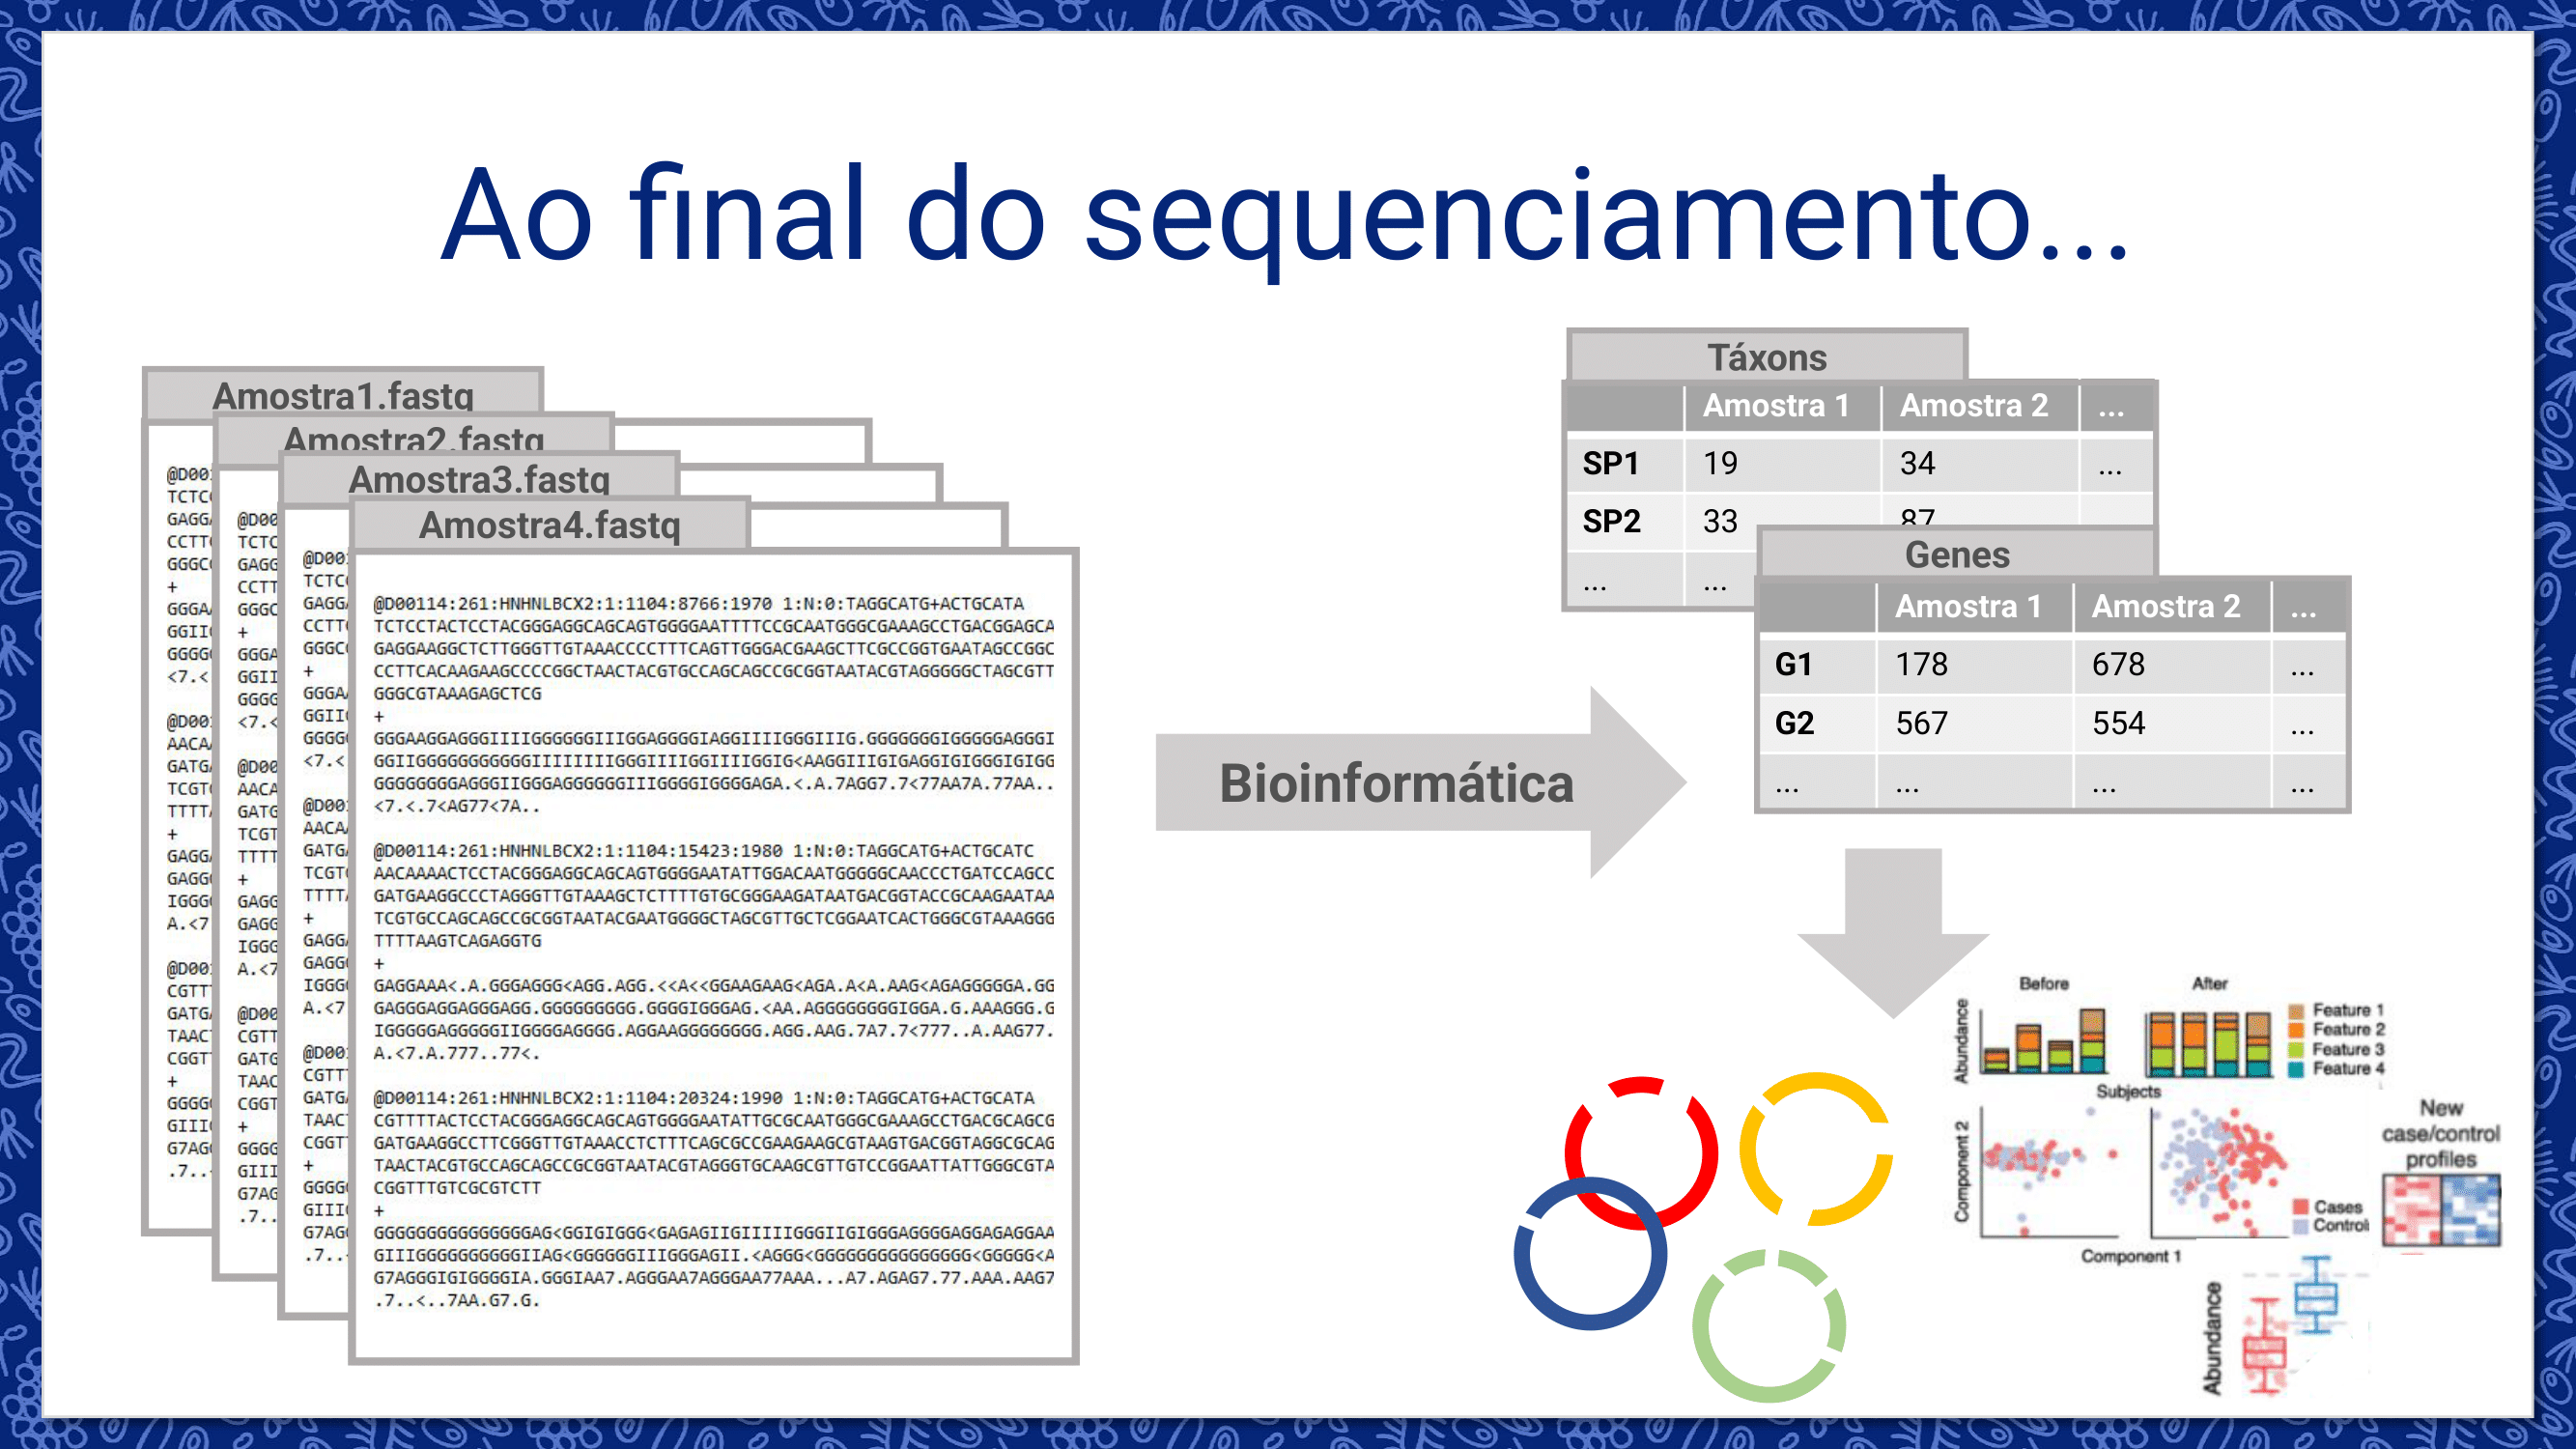 Ao final do sequenciamento...
Amostra1.fastq
Amostra2.fastq
Amostra3.fastq
Amostra4.fastq
@D00114:261:HNHNLBCX2:1:1104:8766:1970 1:N:0:TAGGCATG+ACTGCATA
TCTCCTACTCCTACGGGAGGCAGCAGTGGGGAATTTTCCGCAATGGGCGAAAGCCTGACGGAGCA
GAGGAAGGCTCTTGGGTTGTAAACCCCTTTCAGTTGGGACGAAGCTTCGCCGGTGAATAGCCGGC
CCTTCACAAGAAGCCCCGGCTAACTACGTGCCAGCAGCCGCGGTAATACGTAGGGGGCTAGCGTT
GGGCGTAAAGAGCTCG
+
GGGAAGGAGGGIIIIGGGGGGIIIGGAGGGGIAGGIIIIGGGIIIG.GGGGGGGIGGGGGAGGGI
GGIIGGGGGGGGGGGIIIIIIIIGGGIIIIGGIIIIGGIG<AAGGIIIGIGAGGIGIGGGIGIGG
GGGGGGGGAGGGIIGGGAGGGGGGIIIGGGGIGGGGAGA.<.A.7AGG7.7<77AA7A.77AA..
<7.<.7<AG77<7A..
@D00114:261:HNHNLBCX2:1:1104:15423:1980 1:N:0:TAGGCATG+ACTGCATC
AACAAAACTCCTACGGGAGGCAGCAGTGGGGAATATTGGACAATGGGGGCAACCCTGATCCAGCC
GATGAAGGCCCTAGGGTTGTAAAGCTCTTTTGTGCGGGAAGATAATGACGGTACCGCAAGAATAA
TCGTGCCAGCAGCCGCGGTAATACGAATGGGGCTAGCGTTGCTCGGAATCACTGGGCGTAAAGGG
TTTTAAGTCAGAGGTG
+
GAGGAAA<.A.GGGAGGG<AGG.AGG.<<A<<GGAAGAAG<AGA.A<A.AAG<AGAGGGGGA.GG
GAGGGAGGAGGGAGG.GGGGGGGGG.GGGGIGGGAG.<AA.AGGGGGGGGIGGA.G.AAAGGG.G
IGGGGGAGGGGGIIGGGGAGGGG.AGGAAGGGGGGGG.AGG.AAG.7A7.7<777..A.AAG77.
A.<7.A.777..77<.
@D00114:261:HNHNLBCX2:1:1104:20324:1990 1:N:0:TAGGCATG+ACTGCATA
CGTTTTACTCCTACGGGAGGCAGCAGTGGGGAATATTGCGCAATGGGCGAAAGCCTGACGCAGCG
GATGAAGGCCTTCGGGTTGTAAACCTCTTTCAGCGCCGAAGAAGCGTAAGTGACGGTAGGCGCAG
TAACTACGTGCCAGCAGCCGCGGTAATACGTAGGGTGCAAGCGTTGTCCGGAATTATTGGGCGTA
CGGTTTGTCGCGTCTT
+
GGGGGGGGGGGGGGGAG<GGIGIGGG<GAGAGIIGIIIIIGGGIIGIGGGAGGGGAGGAGAGGAA
GIIIGGGGGGGGGGIIAG<GGGGGGIIIGGGAGII.<AGGG<GGGGGGGGGGGGGGG<GGGGG<A
G7AGGGIGIGGGGIA.GGGIAA7.AGGGAA7AGGGAA77AAA...A7.AGAG7.77.AAA.AAG7
.7..<..7AA.G7.G.
Bioinformática
Táxons
Amostra 1 Amostra 2 ...
SP1 19 34 ...
SP2 33 87
... ...
Genes
Amostra 1 Amostra 2 ...
G1 178 678 ...
G2 567 554 ...
... ... ... ...
Before After
Abundance
Feature 1
Feature 2
Feature 3
Feature 4
Subjects
Component 2
Cases
Control
Component 1
New
case/control
profiles
Abundance